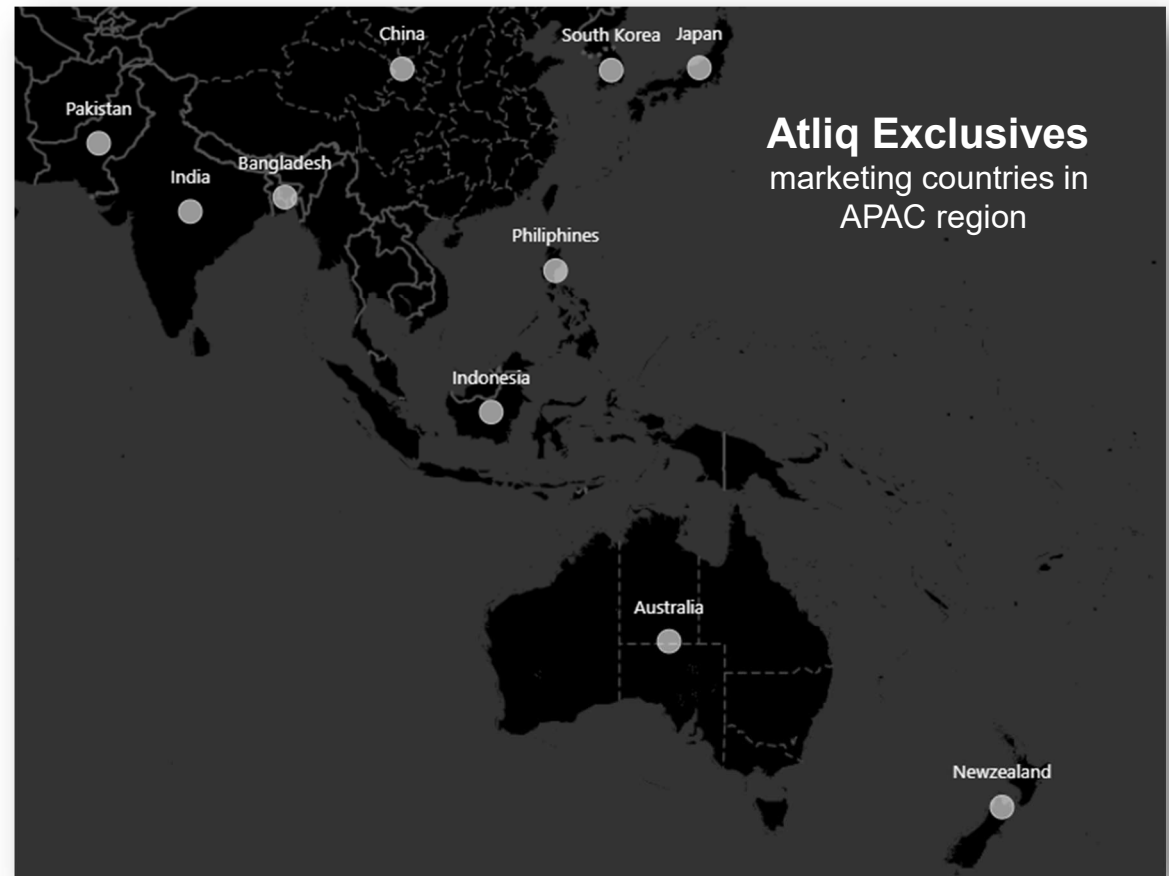 China
South Korea
Japan
Pakistan
Atliq Exclusives
marketing countries in
APAC region
Bangladesh
India
Philiphines
Indonesia
Australia
Newzealand